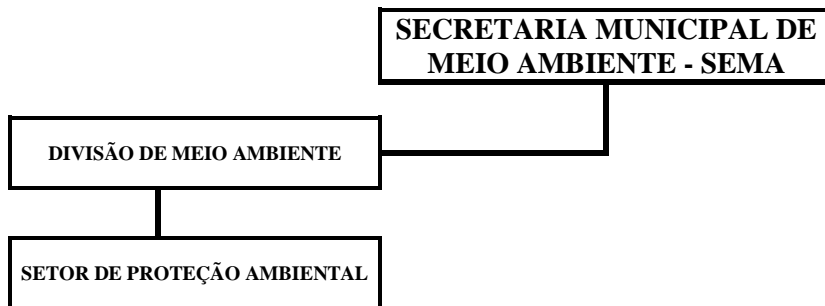 SECRETARIA MUNICIPAL DE
MEIO AMBIENTE - SEMA
DIVISÃO DE MEIO AMBIENTE
SETOR DE PROTEÇÃO AMBIENTAL